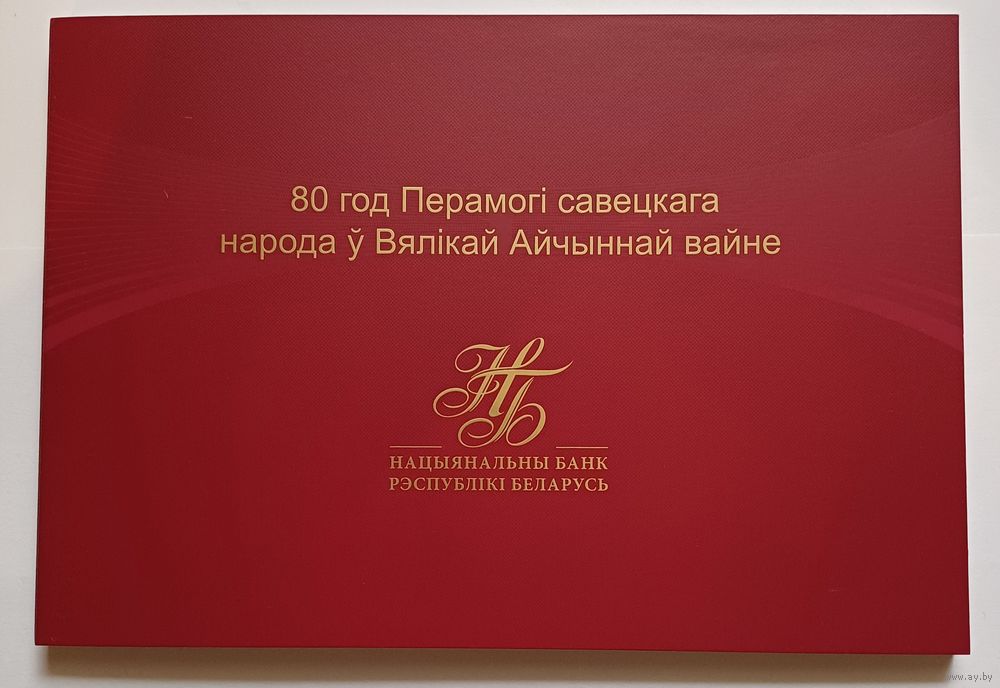 80 год Перамогі савецкага
народа ў Вялікай Айчыннай вайне
НБ
НАЦЫЯНАЛЬНЫ БАНК
РЭСПУБЛІКІ БЕЛАРУСЬ
www.ay.by